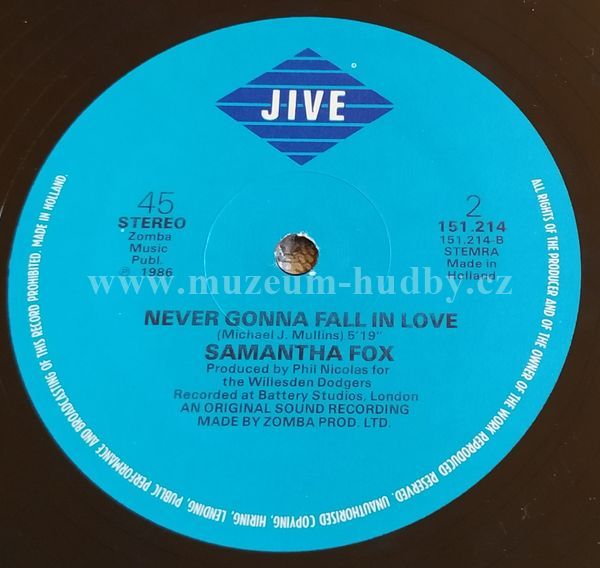 JIVE
45
STEREO
Zomba
Music
Publ.
℗ 1986
2
151.214
151.214-B
STEMRA
Made in
Holland
www.muzeum-hudby.cz
NEVER GONNA FALL IN LOVE
(Michael J. Mullins) 5'19"
SAMANTHA FOX
Produced by Phil Nicolas for
the Willesden Dodgers
Recorded at Battery Studios, London
AN ORIGINAL SOUND RECORDING
MADE BY ZOMBA PROD. LTD.
ALL RIGHTS OF THE PRODUCER AND OF THE OWNER OF THE WORK REPRODUCED RESERVED. UNAUTHORISED COPYING, HIRING, LENDING, PUBLIC PERFORMANCE AND BROADCASTING OF THIS RECORD PROHIBITED. MADE IN HOLLAND.